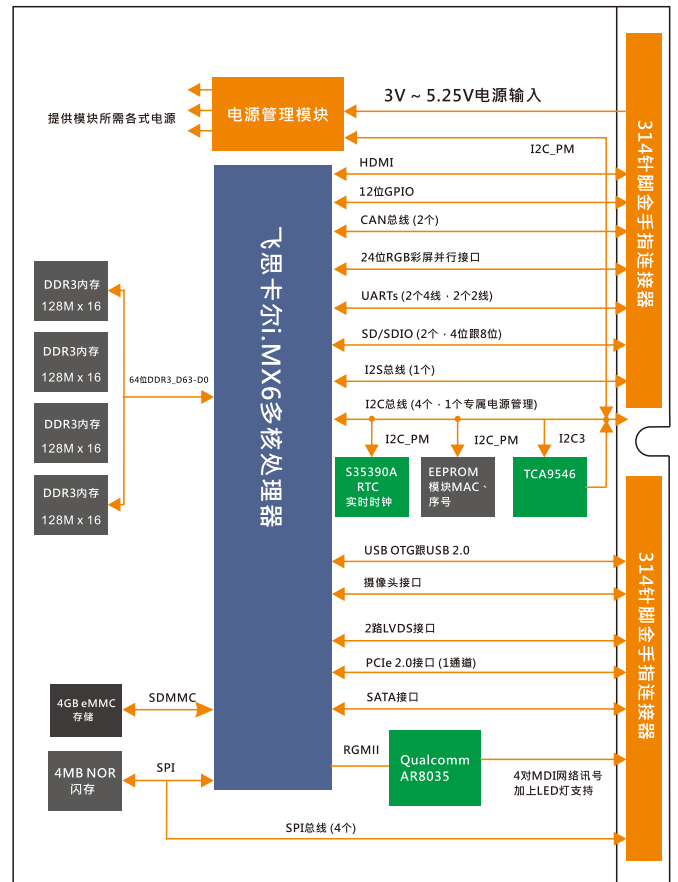 3V ~ 5.25V电源输入
电源管理模块
提供模块所需各式电源
I2C_PM
HDMI
12位GPIO
CAN总线 (2个)
24位RGB彩屏并行接口
UARTs (2个4线 · 2个2线)
SD/SDIO (2个 · 4位跟8位)
I2S总线 (1个)
I2C总线 (4个 · 1个专属电源管理)
314针脚金手指连接器
飞思卡尔i.MX6多核处理器
DDR3内存
128M x 16
DDR3内存
128M x 16
DDR3内存
128M x 16
DDR3内存
128M x 16
64位DDR3_D63-D0
I2C_PM
I2C_PM
I2C3
S35390A
RTC
实时时钟
EEPROM
模块MAC、
序号
TCA9546
USB OTG跟USB 2.0
摄像头接口
2路LVDS接口
PCIe 2.0接口 (1通道)
SATA接口
314针脚金手指连接器
4GB eMMC
存储
SDMMC
4MB NOR
闪存
SPI
RGMII
Qualcomm
AR8035
4对MDI网络讯号
加上LED灯支持
SPI总线 (4个)